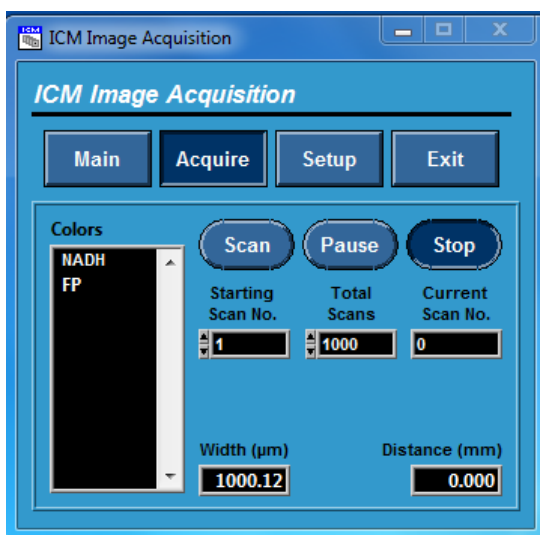 ICM
ICM Image Acquisition
ICM Image Acquisition
Main Acquire Setup Exit
Colors
NADH
FP
Scan Pause Stop
Starting Scan No.
Total Scans
Current Scan No.
1
1000
0
Width (µm)
1000.12
Distance (mm)
0.000